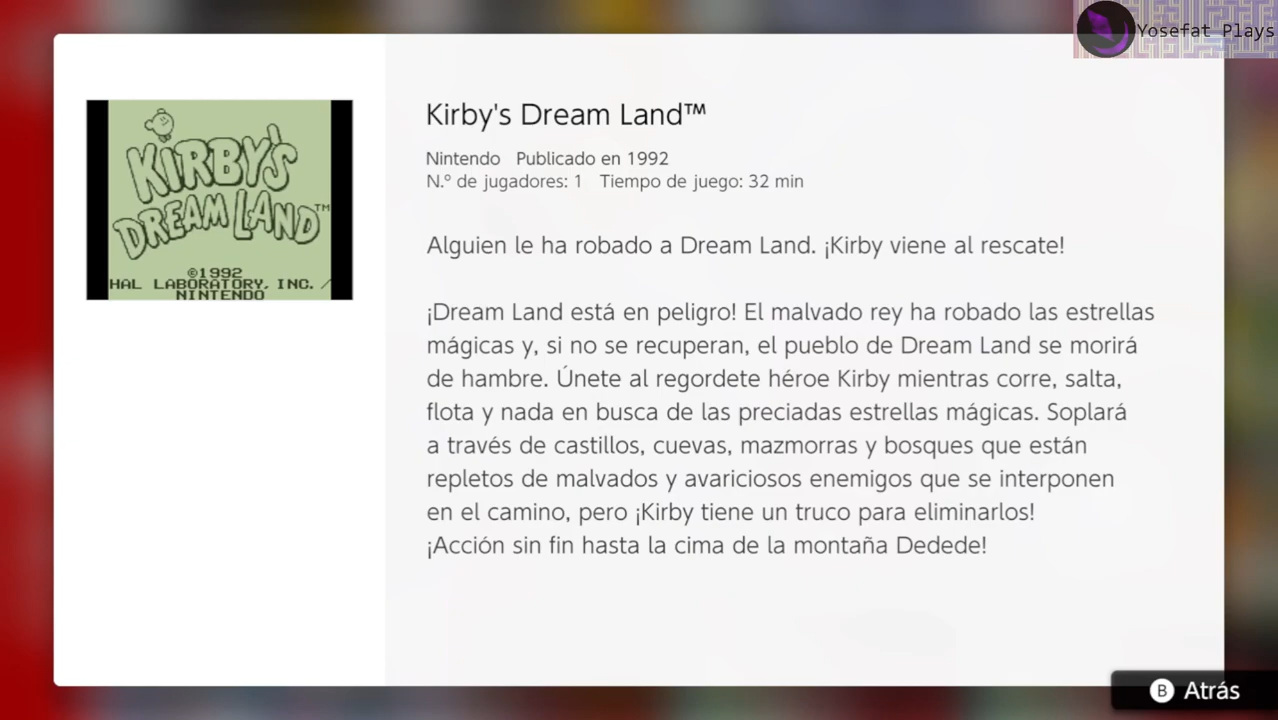 Yosefat Plays
KIRBY'S
DREAM LAND™
©1992
HAL LABORATORY, INC. /
NINTENDO
Kirby's Dream Land™
Nintendo Publicado en 1992
N.º de jugadores: 1 Tiempo de juego: 32 min
Alguien le ha robado a Dream Land. ¡Kirby viene al rescate!
¡Dream Land está en peligro! El malvado rey ha robado las estrellas
mágicas y, si no se recuperan, el pueblo de Dream Land se morirá
de hambre. Únete al regordete héroe Kirby mientras corre, salta,
flota y nada en busca de las preciadas estrellas mágicas. Soplará
a través de castillos, cuevas, mazmorras y bosques que están
repletos de malvados y avariciosos enemigos que se interponen
en el camino, pero ¡Kirby tiene un truco para eliminarlos!
¡Acción sin fin hasta la cima de la montaña Dedede!
B Atrás